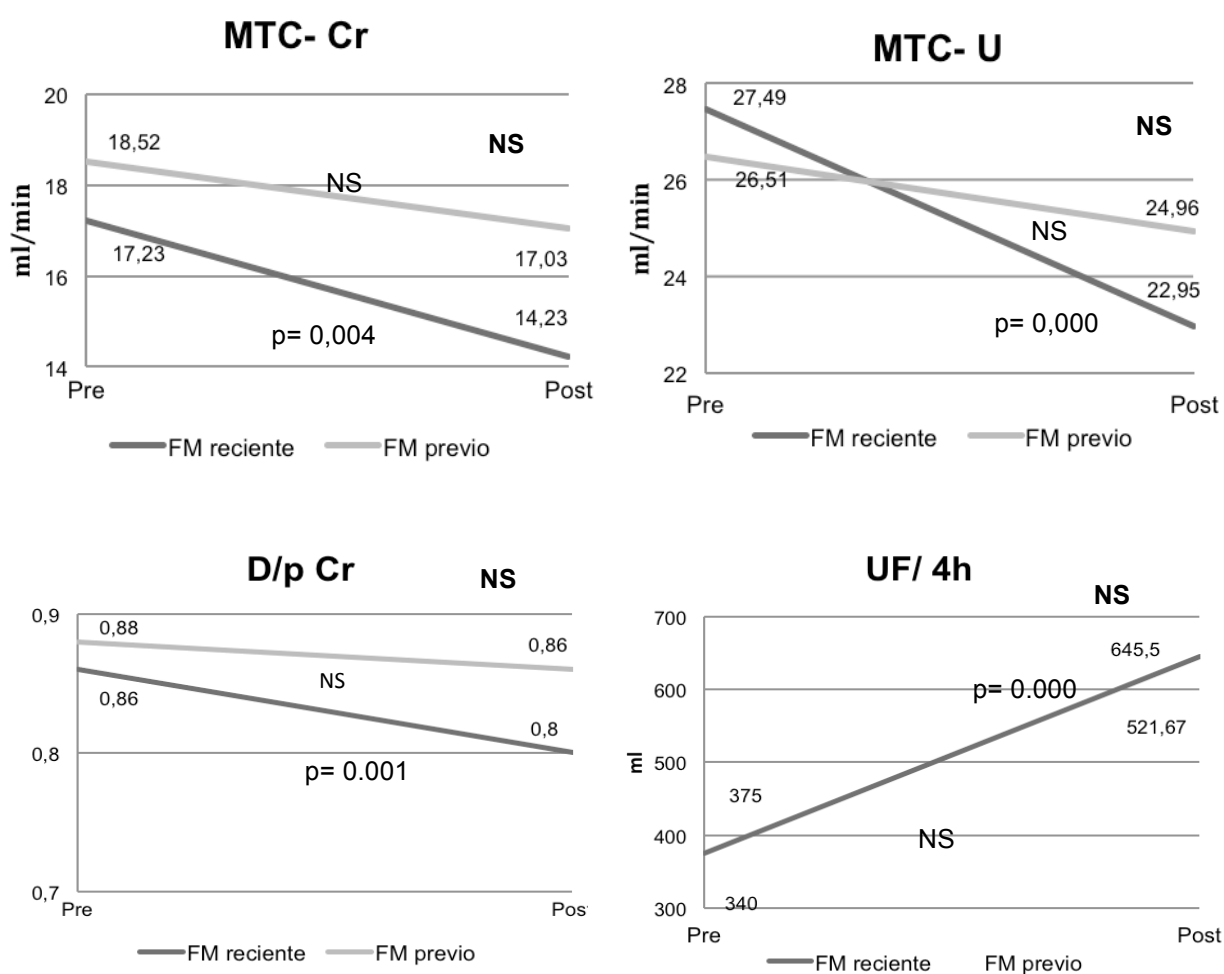 MTC- Cr
20
18
16
14
ml/min
18,52
NS
NS
17,23
17,03
14,23
p= 0,004
Pre
Post
FM reciente
FM previo
MTC- U
28
26
24
22
ml/min
27,49
NS
26,51
24,96
NS
22,95
p= 0,000
Pre
Post
FM reciente
FM previo
D/p Cr
NS
0,9
0,8
0,7
0,88
0,86
NS
0,86
0,8
p= 0.001
Pre
Pos
FM reciente
FM previo
UF/ 4h
NS
700
600
500
400
300
ml
645,5
p= 0.000
521,67
375
NS
340
Pre
Post
FM reciente
FM previo